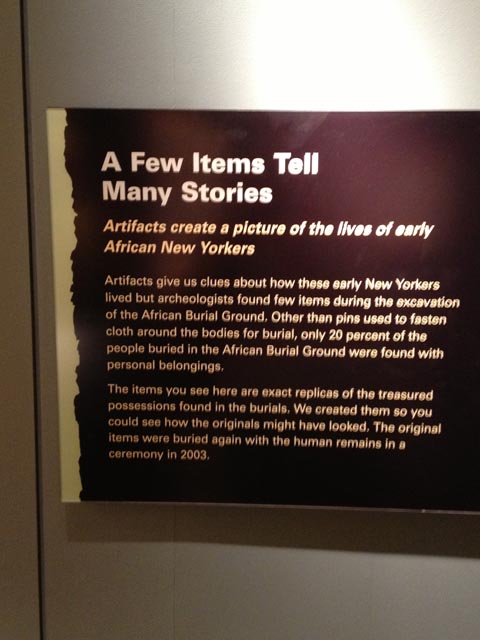 A Few Items Tell
Many Stories
Artifacts create a picture of the lives of early
African New Yorkers
Artifacts give us clues about how these early New Yorkers
lived but archeologists found few items during the excavation
of the African Burial Ground. Other than pins used to fasten
cloth around the bodies for burial, only 20 percent of the
people buried in the African Burial Ground were found with
personal belongings.
The items you see here are exact replicas of the treasured
possessions found in the burials. We created them so you
could see how the originals might have looked. The original
items were buried again with the human remains in a
ceremony in 2003.